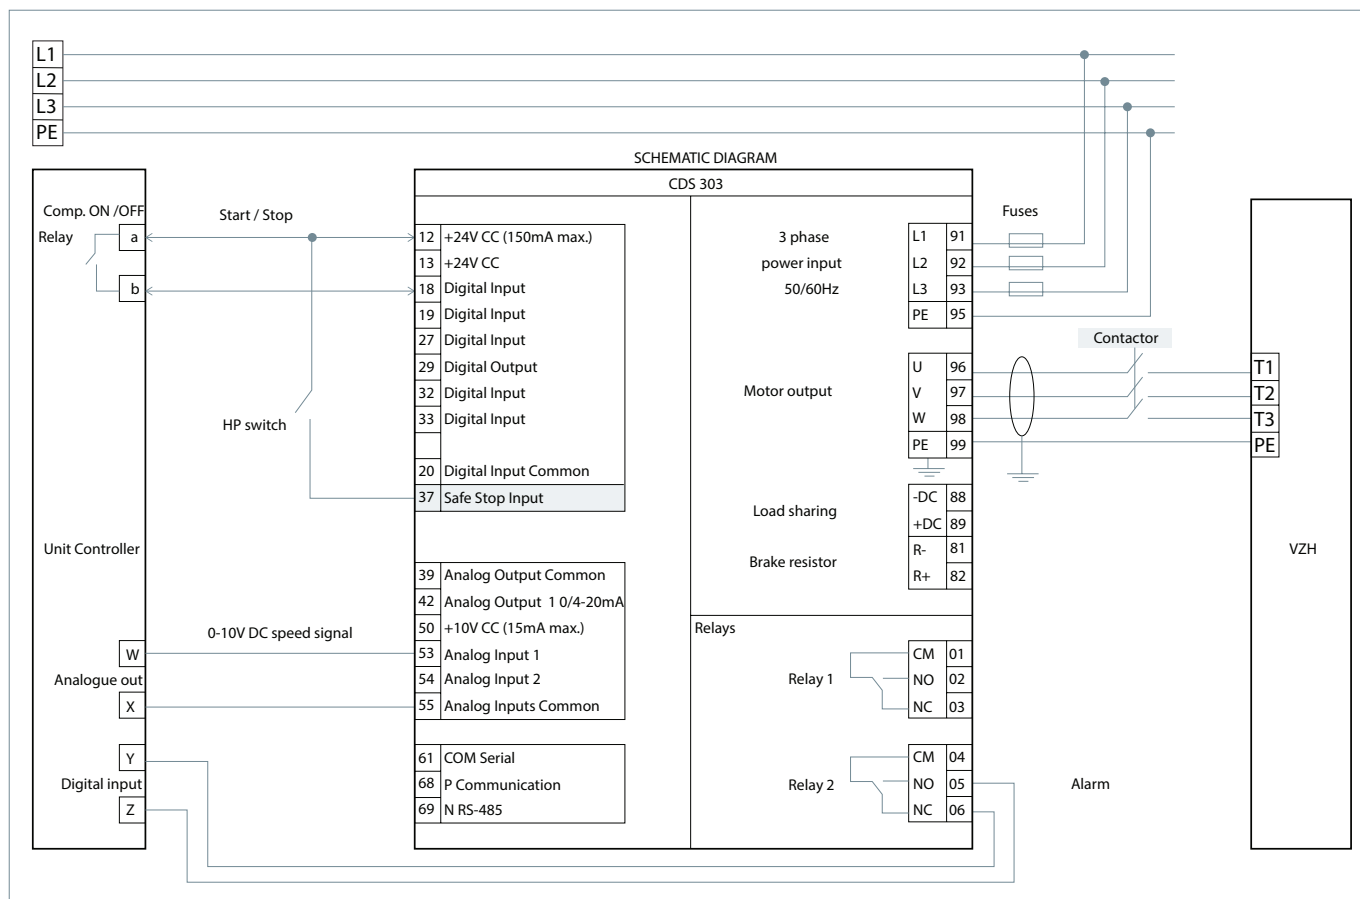 L1
L2
L3
PE
SCHEMATIC DIAGRAM
CDS 303
Comp. ON /OFF
Relay
a
b
Start / Stop
HP switch
Unit Controller
0-10V DC speed signal
W
Analogue out
X
Y
Digital input
Z
12 +24V CC (150mA max.)
13 +24V CC
18 Digital Input
19 Digital Input
27 Digital Input
29 Digital Output
32 Digital Input
33 Digital Input
20 Digital Input Common
37 Safe Stop Input
39 Analog Output Common
42 Analog Output 1 0/4-20mA
50 +10V CC (15mA max.)
53 Analog Input 1
54 Analog Input 2
55 Analog Inputs Common
61 COM Serial
68 P Communication
69 N RS-485
3 phase
power input
50/60Hz
L1 91
L2 92
L3 93
PE 95
Fuses
Motor output
U 96
V 97
W 98
PE 99
Contactor
Load sharing
-DC 88
+DC 89
Brake resistor
R- 81
R+ 82
Relays
Relay 1
CM 01
NO 02
NC 03
Relay 2
CM 04
NO 05
NC 06
Alarm
T1
T2
T3
PE
VZH